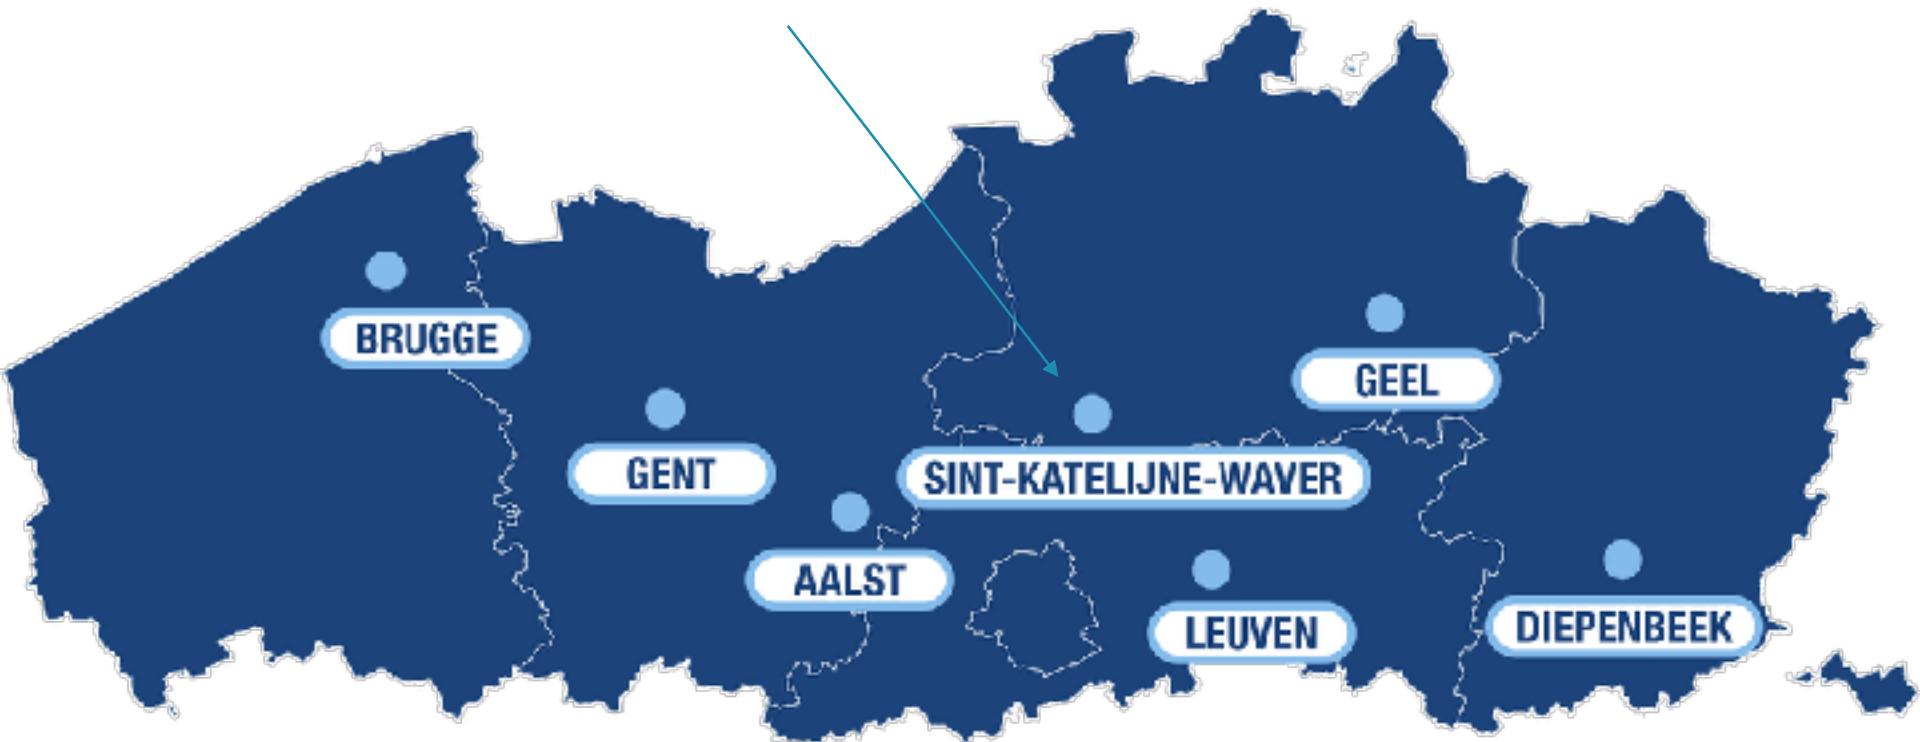 BRUGGE
GEEL
GENT
SINT-KATELIJNE-WAVER
AALST
LEUVEN
DIEPENBEEK